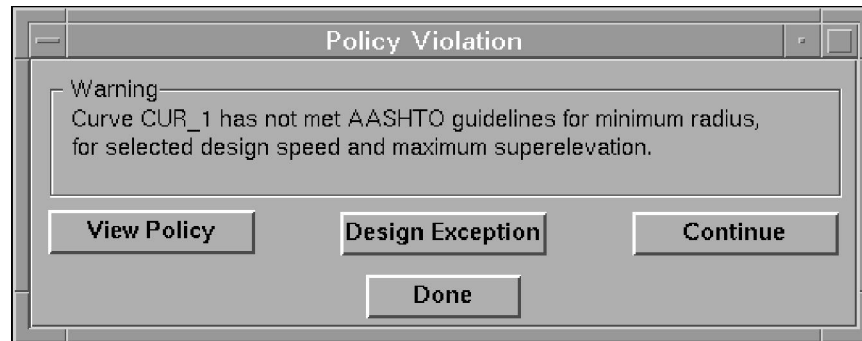 Policy Violation
Warning
Curve CUR_1 has not met AASHTO guidelines for minimum radius,
for selected design speed and maximum superelevation.
View Policy
Design Exception
Continue
Done